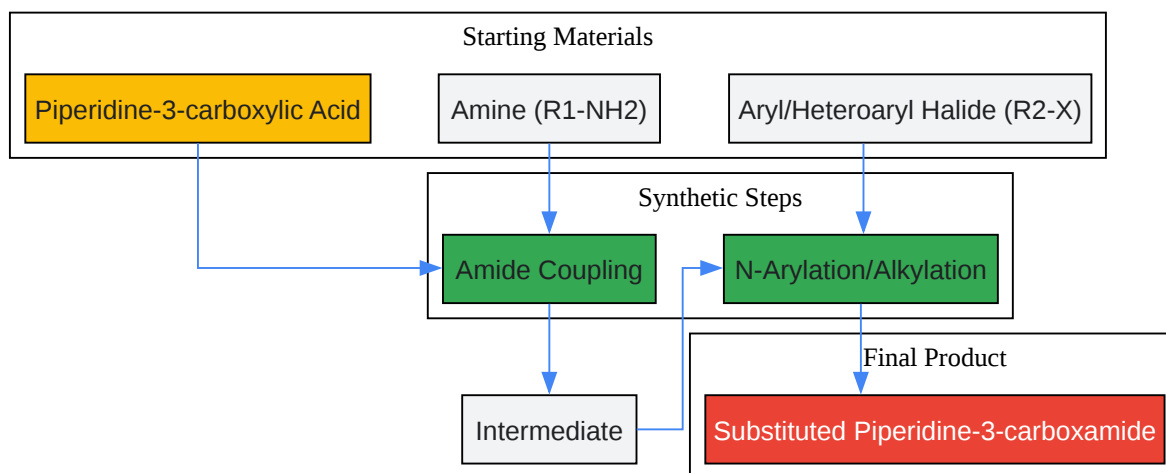 Starting Materials
Piperidine-3-carboxylic Acid
Amine (R1-NH2)
Aryl/Heteroaryl Halide (R2-X)
Synthetic Steps
Amide Coupling
N-Arylation/Alkylation
Final Product
Intermediate
Substituted Piperidine-3-carboxamide